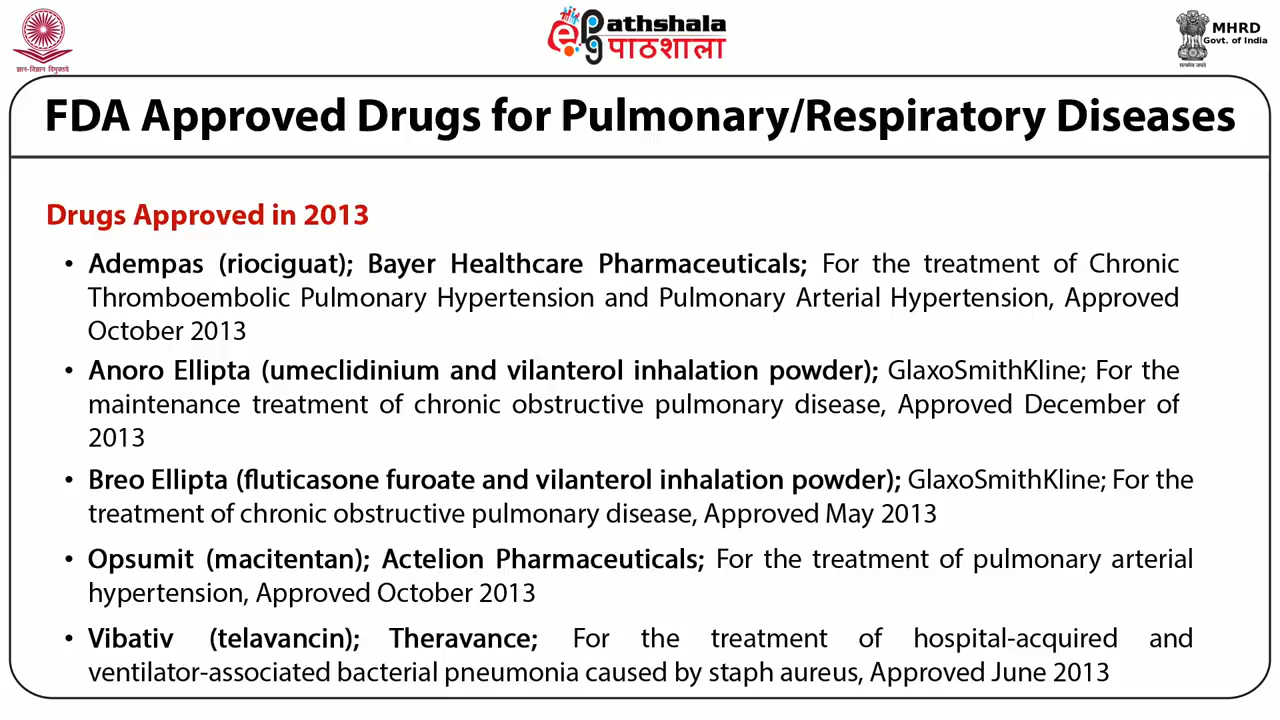 ज्ञान-विज्ञान विमुक्तये
epathshala
पाठशाला
सत्यमेव जयते
MHRD
Govt. of India
FDA Approved Drugs for Pulmonary/Respiratory Diseases
Drugs Approved in 2013
• Adempas (riociguat); Bayer Healthcare Pharmaceuticals; For the treatment of Chronic
Thromboembolic Pulmonary Hypertension and Pulmonary Arterial Hypertension, Approved
October 2013
• Anoro Ellipta (umeclidinium and vilanterol inhalation powder); GlaxoSmithKline; For the
maintenance treatment of chronic obstructive pulmonary disease, Approved December of
2013
• Breo Ellipta (fluticasone furoate and vilanterol inhalation powder); GlaxoSmithKline; For the
treatment of chronic obstructive pulmonary disease, Approved May 2013
• Opsumit (macitentan); Actelion Pharmaceuticals; For the treatment of pulmonary arterial
hypertension, Approved October 2013
• Vibativ (telavancin); Theravance; For the treatment of hospital-acquired and
ventilator-associated bacterial pneumonia caused by staph aureus, Approved June 2013